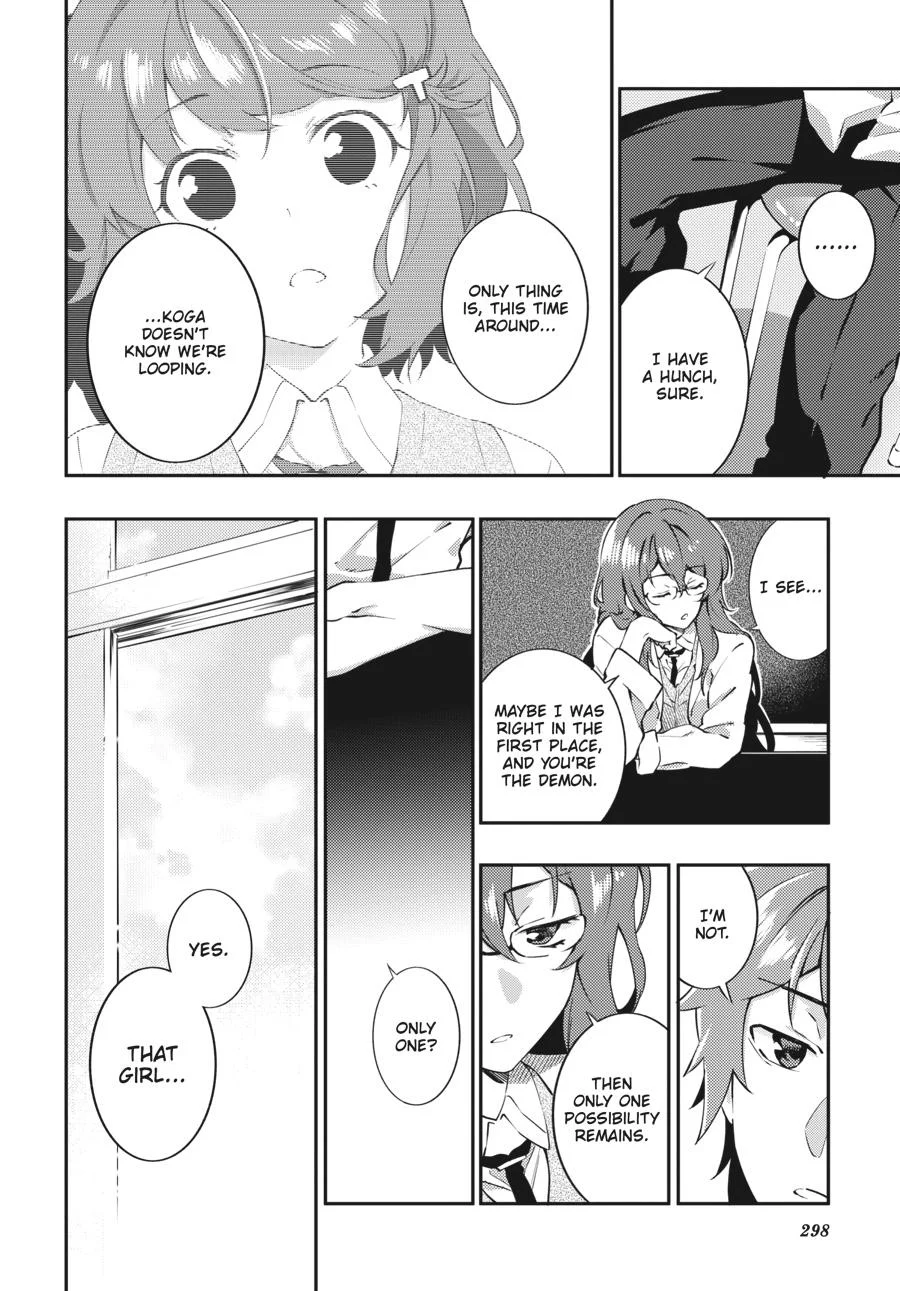 ......
I HAVE
A HUNCH,
SURE.
ONLY THING
IS, THIS TIME
AROUND...
...KOGA
DOESN'T
KNOW WE'RE
LOOPING.
I SEE...
MAYBE I WAS
RIGHT IN THE
FIRST PLACE,
AND YOU'RE
THE DEMON.
I'M
NOT.
THEN
ONLY ONE
POSSIBILITY
REMAINS.
ONLY
ONE?
YES.
THAT
GIRL...
298